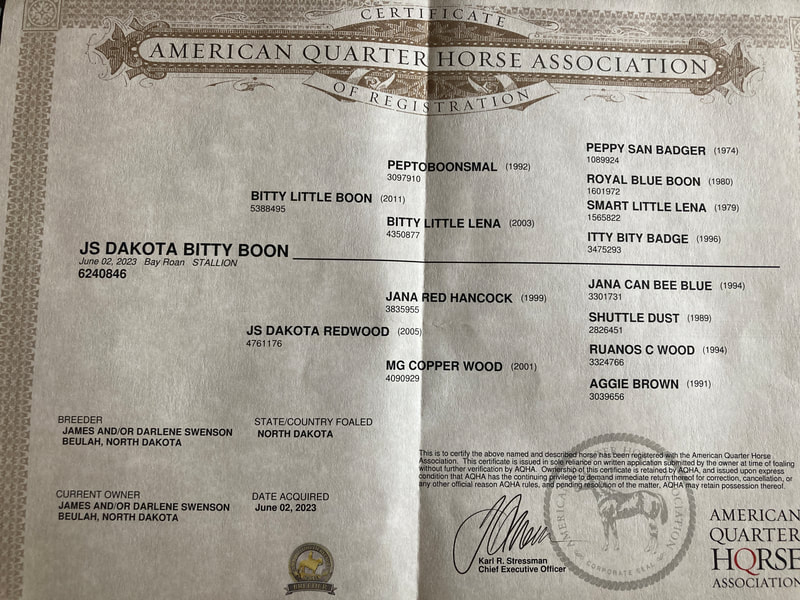 CERTIFICATE
AMERICAN QUARTER HORSE ASSOCIATION
OF REGISTRATION
PEPPY SAN BADGER (1974)
1089924
PEPTOBOONSMAL (1992)
3097910
ROYAL BLUE BOON (1980)
1601972
BITTY LITTLE BOON (2011)
5388495
SMART LITTLE LENA (1979)
1565822
BITTY LITTLE LENA (2003)
4350877
ITTY BITY BADGE (1996)
3475293
JS DAKOTA BITTY BOON
June 02, 2023 Bay Roan STALLION
6240846
JANA CAN BEE BLUE (1994)
3301731
JANA RED HANCOCK (1999)
3835955
SHUTTLE DUST (1989)
2826451
JS DAKOTA REDWOOD (2005)
4761176
RUANOS C WOOD (1994)
3324766
MG COPPER WOOD (2001)
4090929
AGGIE BROWN (1991)
3039656
BREEDER
JAMES AND/OR DARLENE SWENSON
BEULAH, NORTH DAKOTA
STATE/COUNTRY FOALED
NORTH DAKOTA
CURRENT OWNER
JAMES AND/OR DARLENE SWENSON
BEULAH, NORTH DAKOTA
DATE ACQUIRED
June 02, 2023
This is to certify the above named and described horse has been registered with the American Quarter Horse
Association. This certificate is issued in sole reliance on written application submitted by the owner at time of foaling
without further verification by AQHA. Ownership of this certificate is retained by AQHA, and issued upon express
condition that AQHA has the continuing privilege to demand immediate return thereof for correction, cancellation, or
any other official reason AQHA rules, and pending resolution of the matter, AQHA may retain possession thereof.
Karl R. Stressman
Chief Executive Officer
CORPORATE SEAL
AMERICAN
QUARTER
HORSE
ASSOCIATION
BREEDER